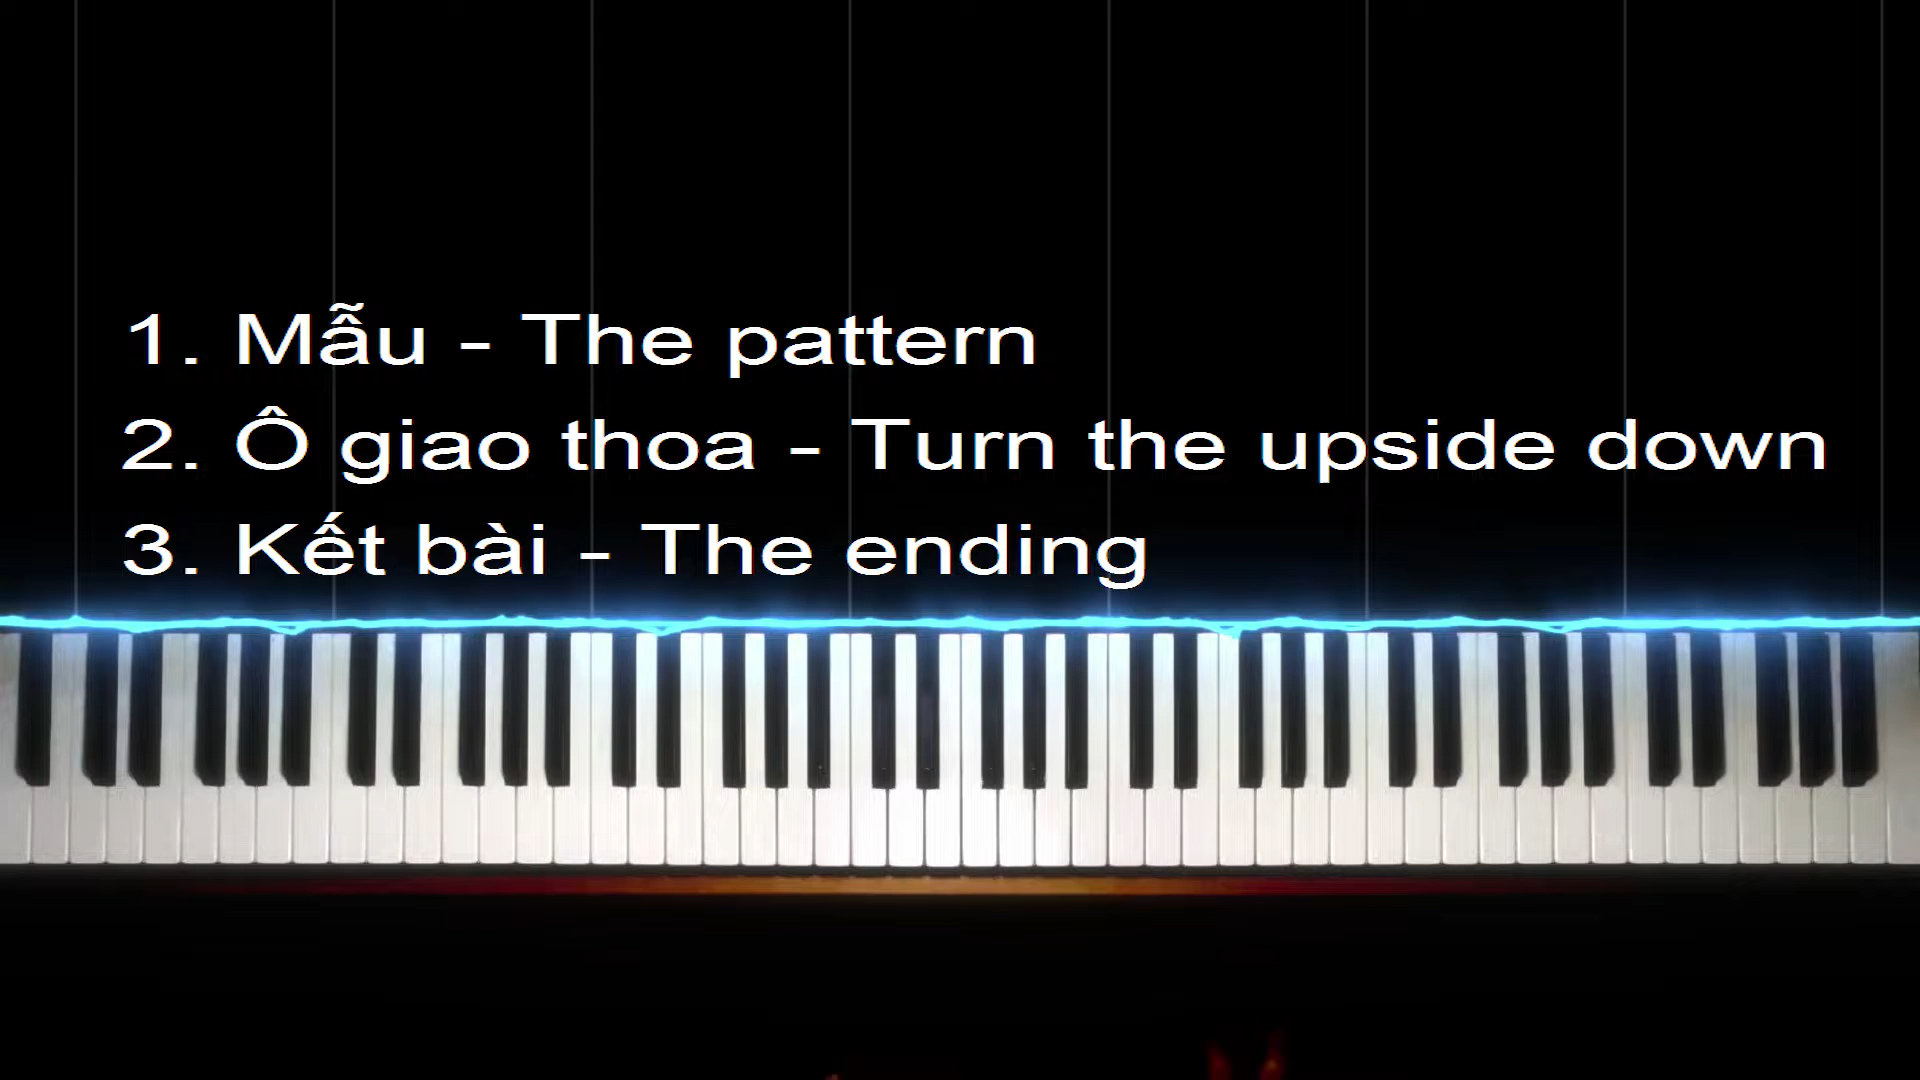 1. Mẫu - The pattern
2. Ô giao thoa - Turn the upside down
3. Kết bài - The ending